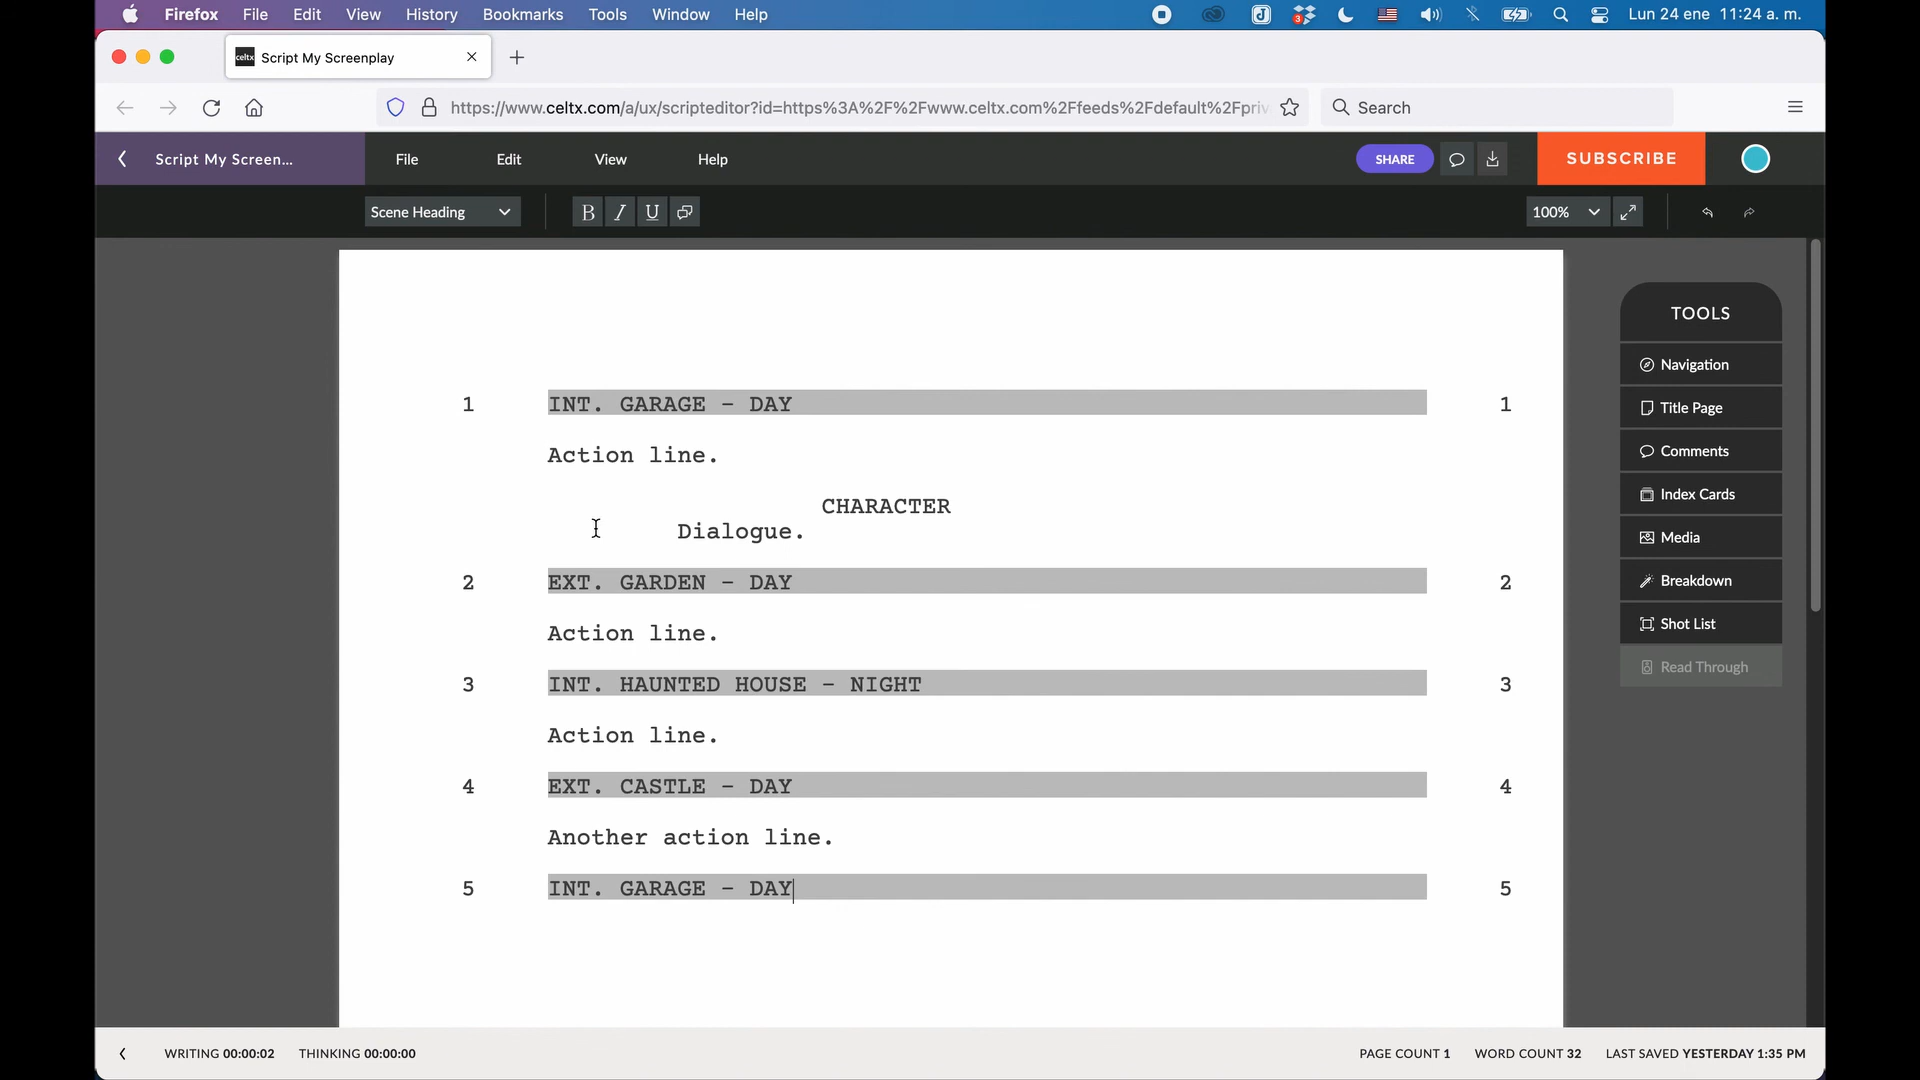 Firefox File Edit View History Bookmarks Tools Window Help 3 Lun 24 ene 11:24 a. m.
celtx Script My Screenplay
https://www.celtx.com/a/ux/scripteditor?id=https%3A%2F%2Fwww.celtx.com%2Ffeeds%2Fdefault%2Fpriv Search
Script My Screen... File Edit View Help SHARE SUBSCRIBE
Scene Heading B I U 100%
TOOLS
Navigation
Title Page
Comments
Index Cards
Media
Breakdown
Shot List
Read Through
1 INT. GARAGE - DAY 1
Action line.
CHARACTER
Dialogue.
2 EXT. GARDEN - DAY 2
Action line.
3 INT. HAUNTED HOUSE - NIGHT 3
Action line.
4 EXT. CASTLE - DAY 4
Another action line.
5 INT. GARAGE - DAY 5
WRITING 00:00:02 THINKING 00:00:00 PAGE COUNT 1 WORD COUNT 32 LAST SAVED YESTERDAY 1:35 PM